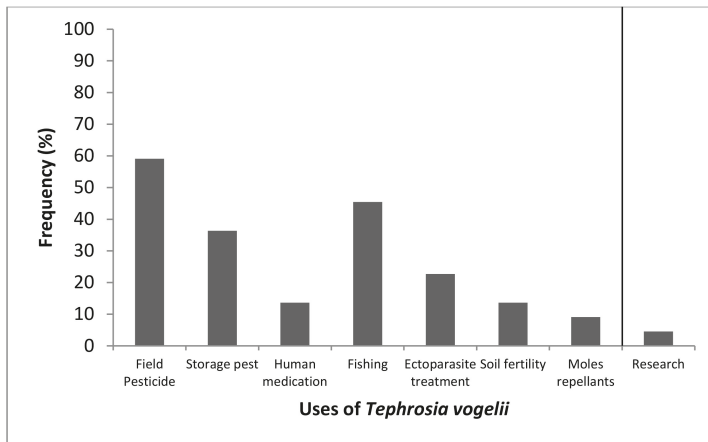 100
90
80
70
60
50
40
30
20
10
0
Frequency (%)
Field Pesticide
Storage pest
Human medication
Fishing
Ectoparasite treatment
Soil fertility
Moles repellants
Research
Uses of Tephrosia vogelii